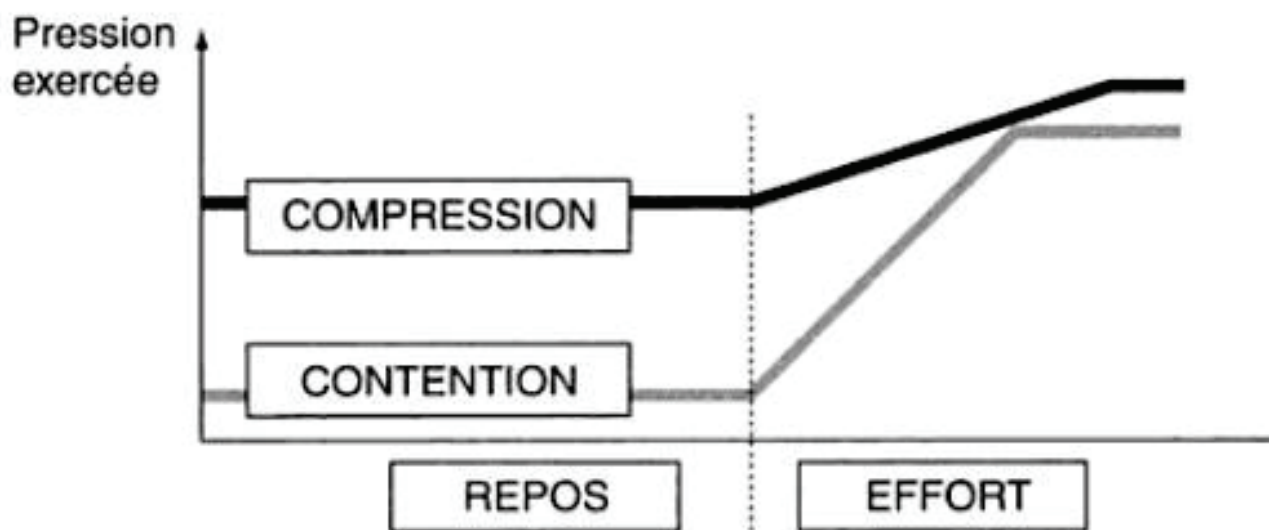 Pression
exercée
COMPRESSION
CONTENTION
REPOS
EFFORT